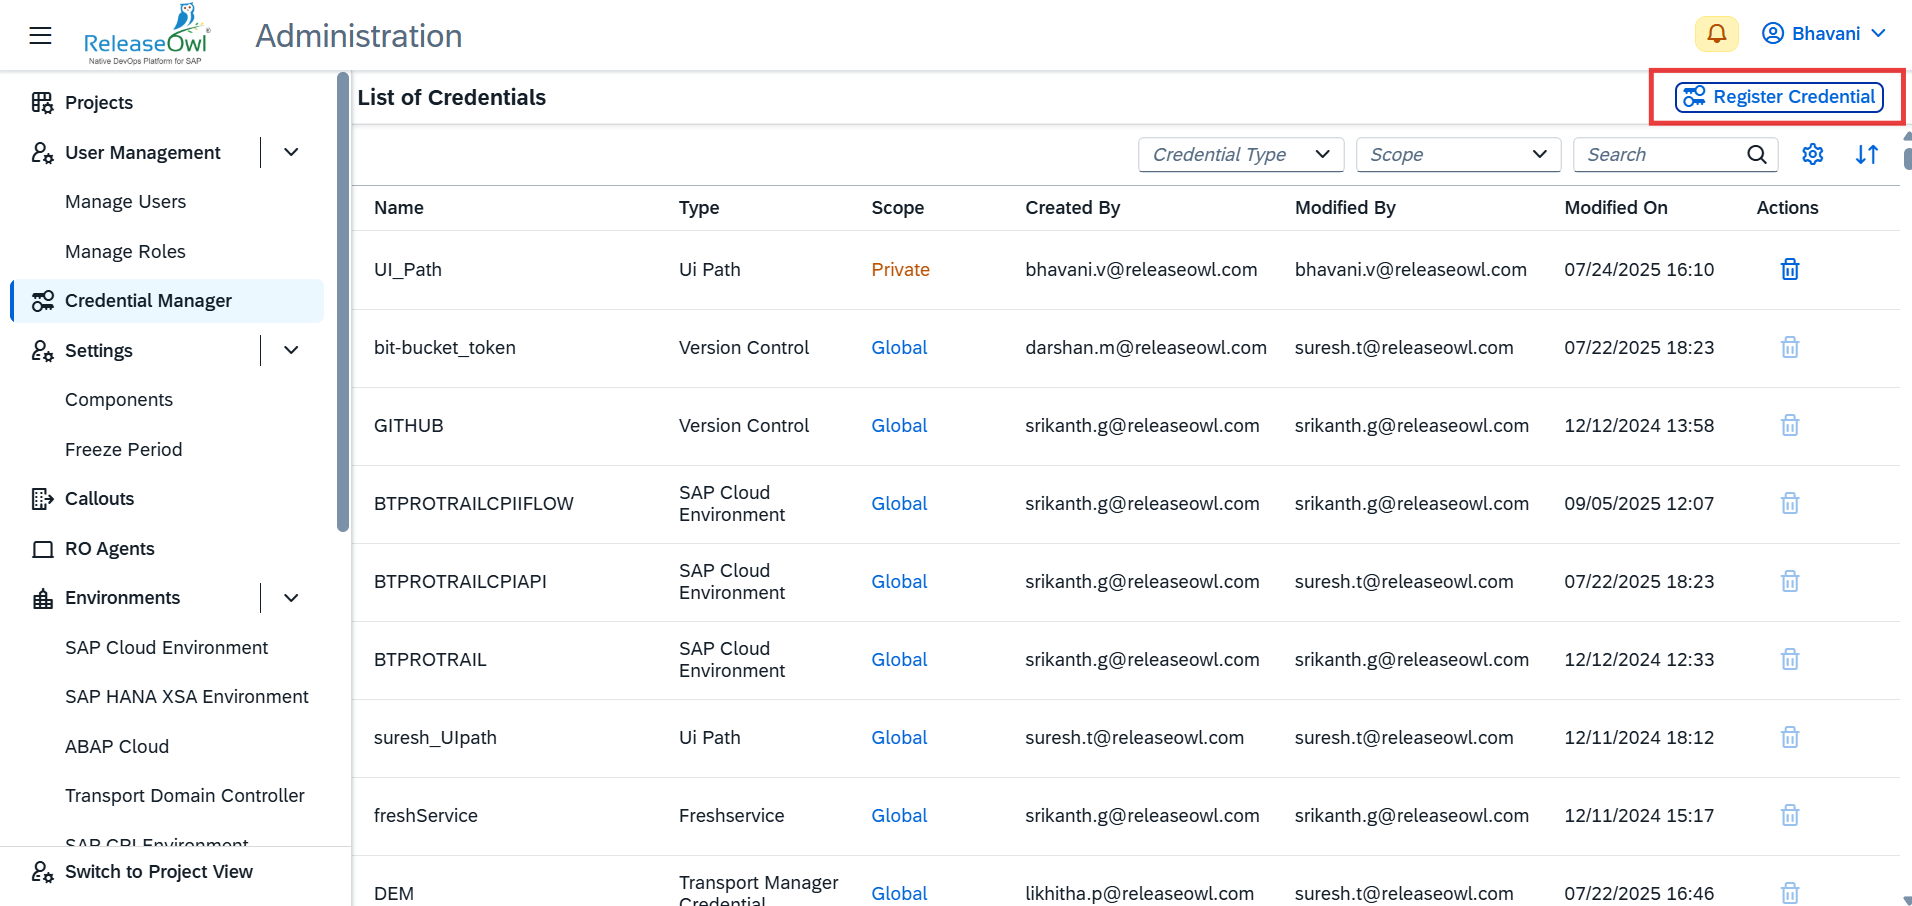 ReleaseOwl
®
Native DevOps Platform for SAP
Administration
Bhavani
Projects
User Management
Manage Users
Manage Roles
Credential Manager
Settings
Components
Freeze Period
Callouts
RO Agents
Environments
SAP Cloud Environment
SAP HANA XSA Environment
ABAP Cloud
Transport Domain Controller
SAP CPI Environment
Switch to Project View
List of Credentials
Register Credential
Credential Type
Scope
Search
Name Type Scope Created By Modified By Modified On Actions
UI_Path Ui Path Private bhavani.v@releaseowl.com bhavani.v@releaseowl.com 07/24/2025 16:10
bit-bucket_token Version Control Global darshan.m@releaseowl.com suresh.t@releaseowl.com 07/22/2025 18:23
GITHUB Version Control Global srikanth.g@releaseowl.com srikanth.g@releaseowl.com 12/12/2024 13:58
BTPROTRAILCPIIFLOW SAP Cloud Environment Global srikanth.g@releaseowl.com srikanth.g@releaseowl.com 09/05/2025 12:07
BTPROTRAILCPIAPI SAP Cloud Environment Global srikanth.g@releaseowl.com suresh.t@releaseowl.com 07/22/2025 18:23
BTPROTRAIL SAP Cloud Environment Global srikanth.g@releaseowl.com srikanth.g@releaseowl.com 12/12/2024 12:33
suresh_UIpath Ui Path Global suresh.t@releaseowl.com suresh.t@releaseowl.com 12/11/2024 18:12
freshService Freshservice Global srikanth.g@releaseowl.com srikanth.g@releaseowl.com 12/11/2024 15:17
DEM Transport Manager Credential Global likhitha.p@releaseowl.com suresh.t@releaseowl.com 07/22/2025 16:46